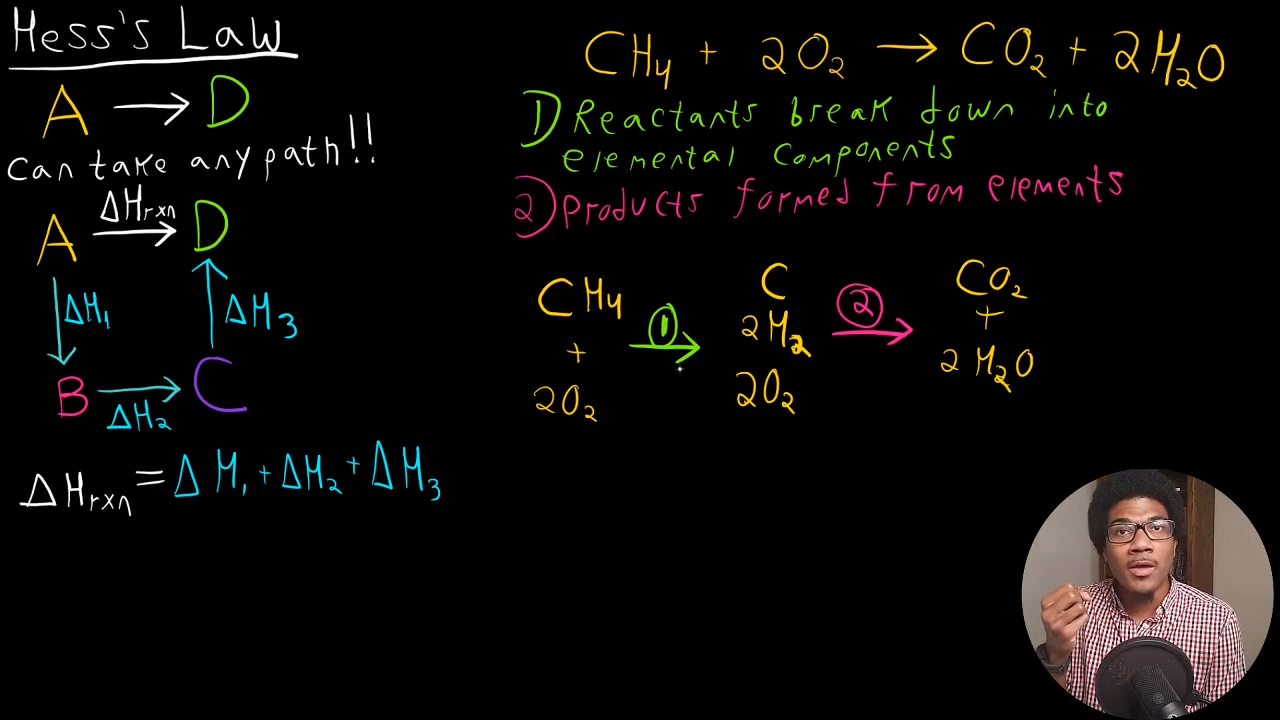 Hess's Law
A → D
can take any path!!
ΔHrxn
A → D
ΔH1
ΔH3
B → C
ΔH2
ΔHrxn = ΔH1 + ΔH2 + ΔH3
CH4 + 2O2 → CO2 + 2H2O
1) Reactants break down into
elemental components
2) products formed from elements
CH4
+
2O2
1
C
2H2
2O2
2
CO2
+
2H2O